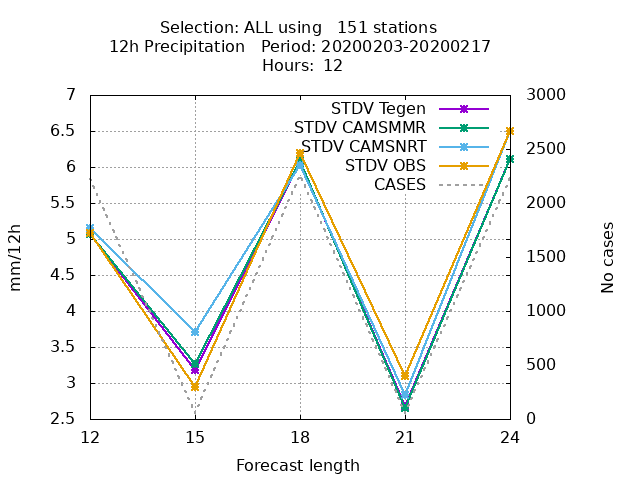 Selection: ALL using 151 stations
12h Precipitation Period: 20200203-20200217
Hours: 12
7
6.5
6
5.5
5
4.5
4
3.5
3
2.5
3000
2500
2000
1500
1000
500
0
mm/12h
No cases
STDV Tegen
STDV CAMSMMR
STDV CAMSNRT
STDV OBS
CASES
12 15 18 21 24
Forecast length